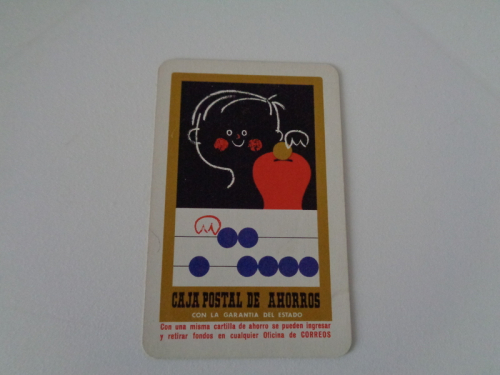 CAJA POSTAL DE AHORROS
CON LA GARANTIA DEL ESTADO
Con una misma cartilla de ahorro se pueden ingresar
y retirar fondos en cualquier Oficina de CORREOS